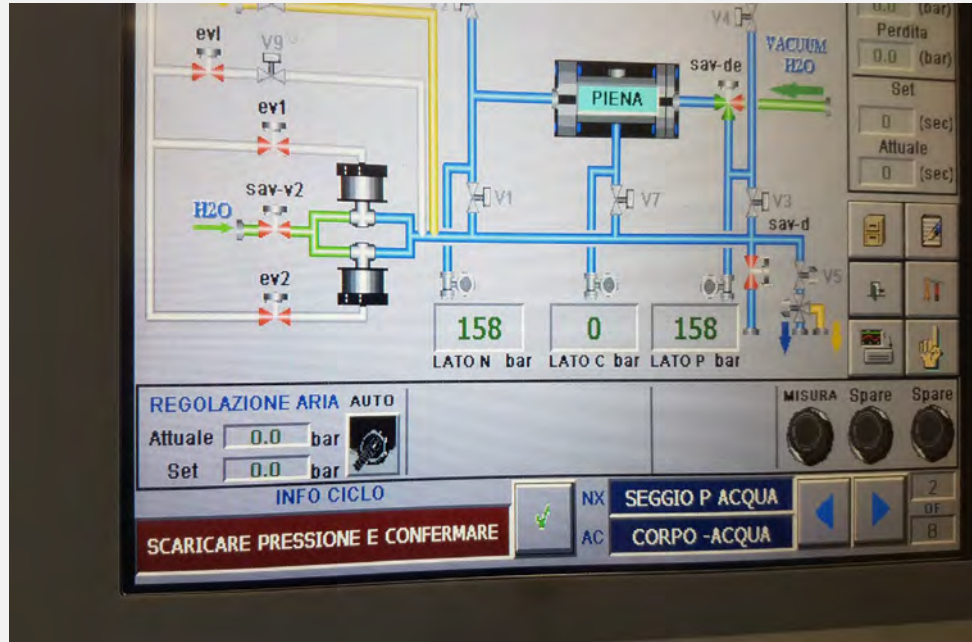 V4
evl
V9
VACUUM
H2O
sav-de
PIENA
ev1
sav-v2
H2O
V1
V7
V3
sav-d
ev2
V5
158
0
158
LATO N bar
LATO C bar
LATO P bar
0.0 (bar)
Perdita
0.0 (bar)
Set
0 (sec)
Attuale
0 (sec)
REGOLAZIONE ARIA AUTO
Attuale 0.0 bar
Set 0.0 bar
MISURA Spare Spare
INFO CICLO
SCARICARE PRESSIONE E CONFERMARE
NX SEGGIO P ACQUA
AC CORPO -ACQUA
2
OF
8